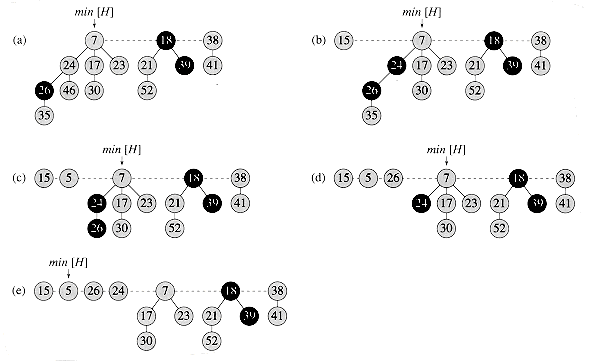 min [H]
(a) 7 18 38
24 17 23 21 39 41
26 46 30 52
35
min [H]
(b) 15 7 18 38
24 17 23 21 39 41
26 30 52
35
min [H]
(c) 15 5 7 18 38
24 17 23 21 39 41
26 30 52
min [H]
(d) 15 5 26 7 18 38
24 17 23 21 39 41
30 52
min [H]
(e) 15 5 26 24 7 18 38
17 23 21 39 41
30 52